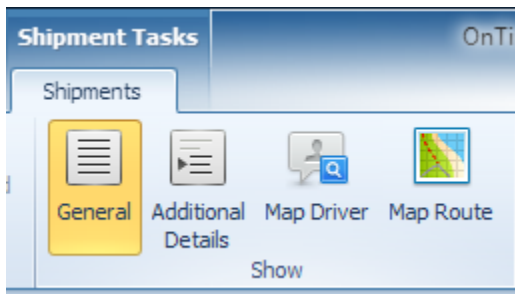 Shipment Tasks
OnTi
Shipments
General
Additional
Details
Map Driver
Map Route
Show